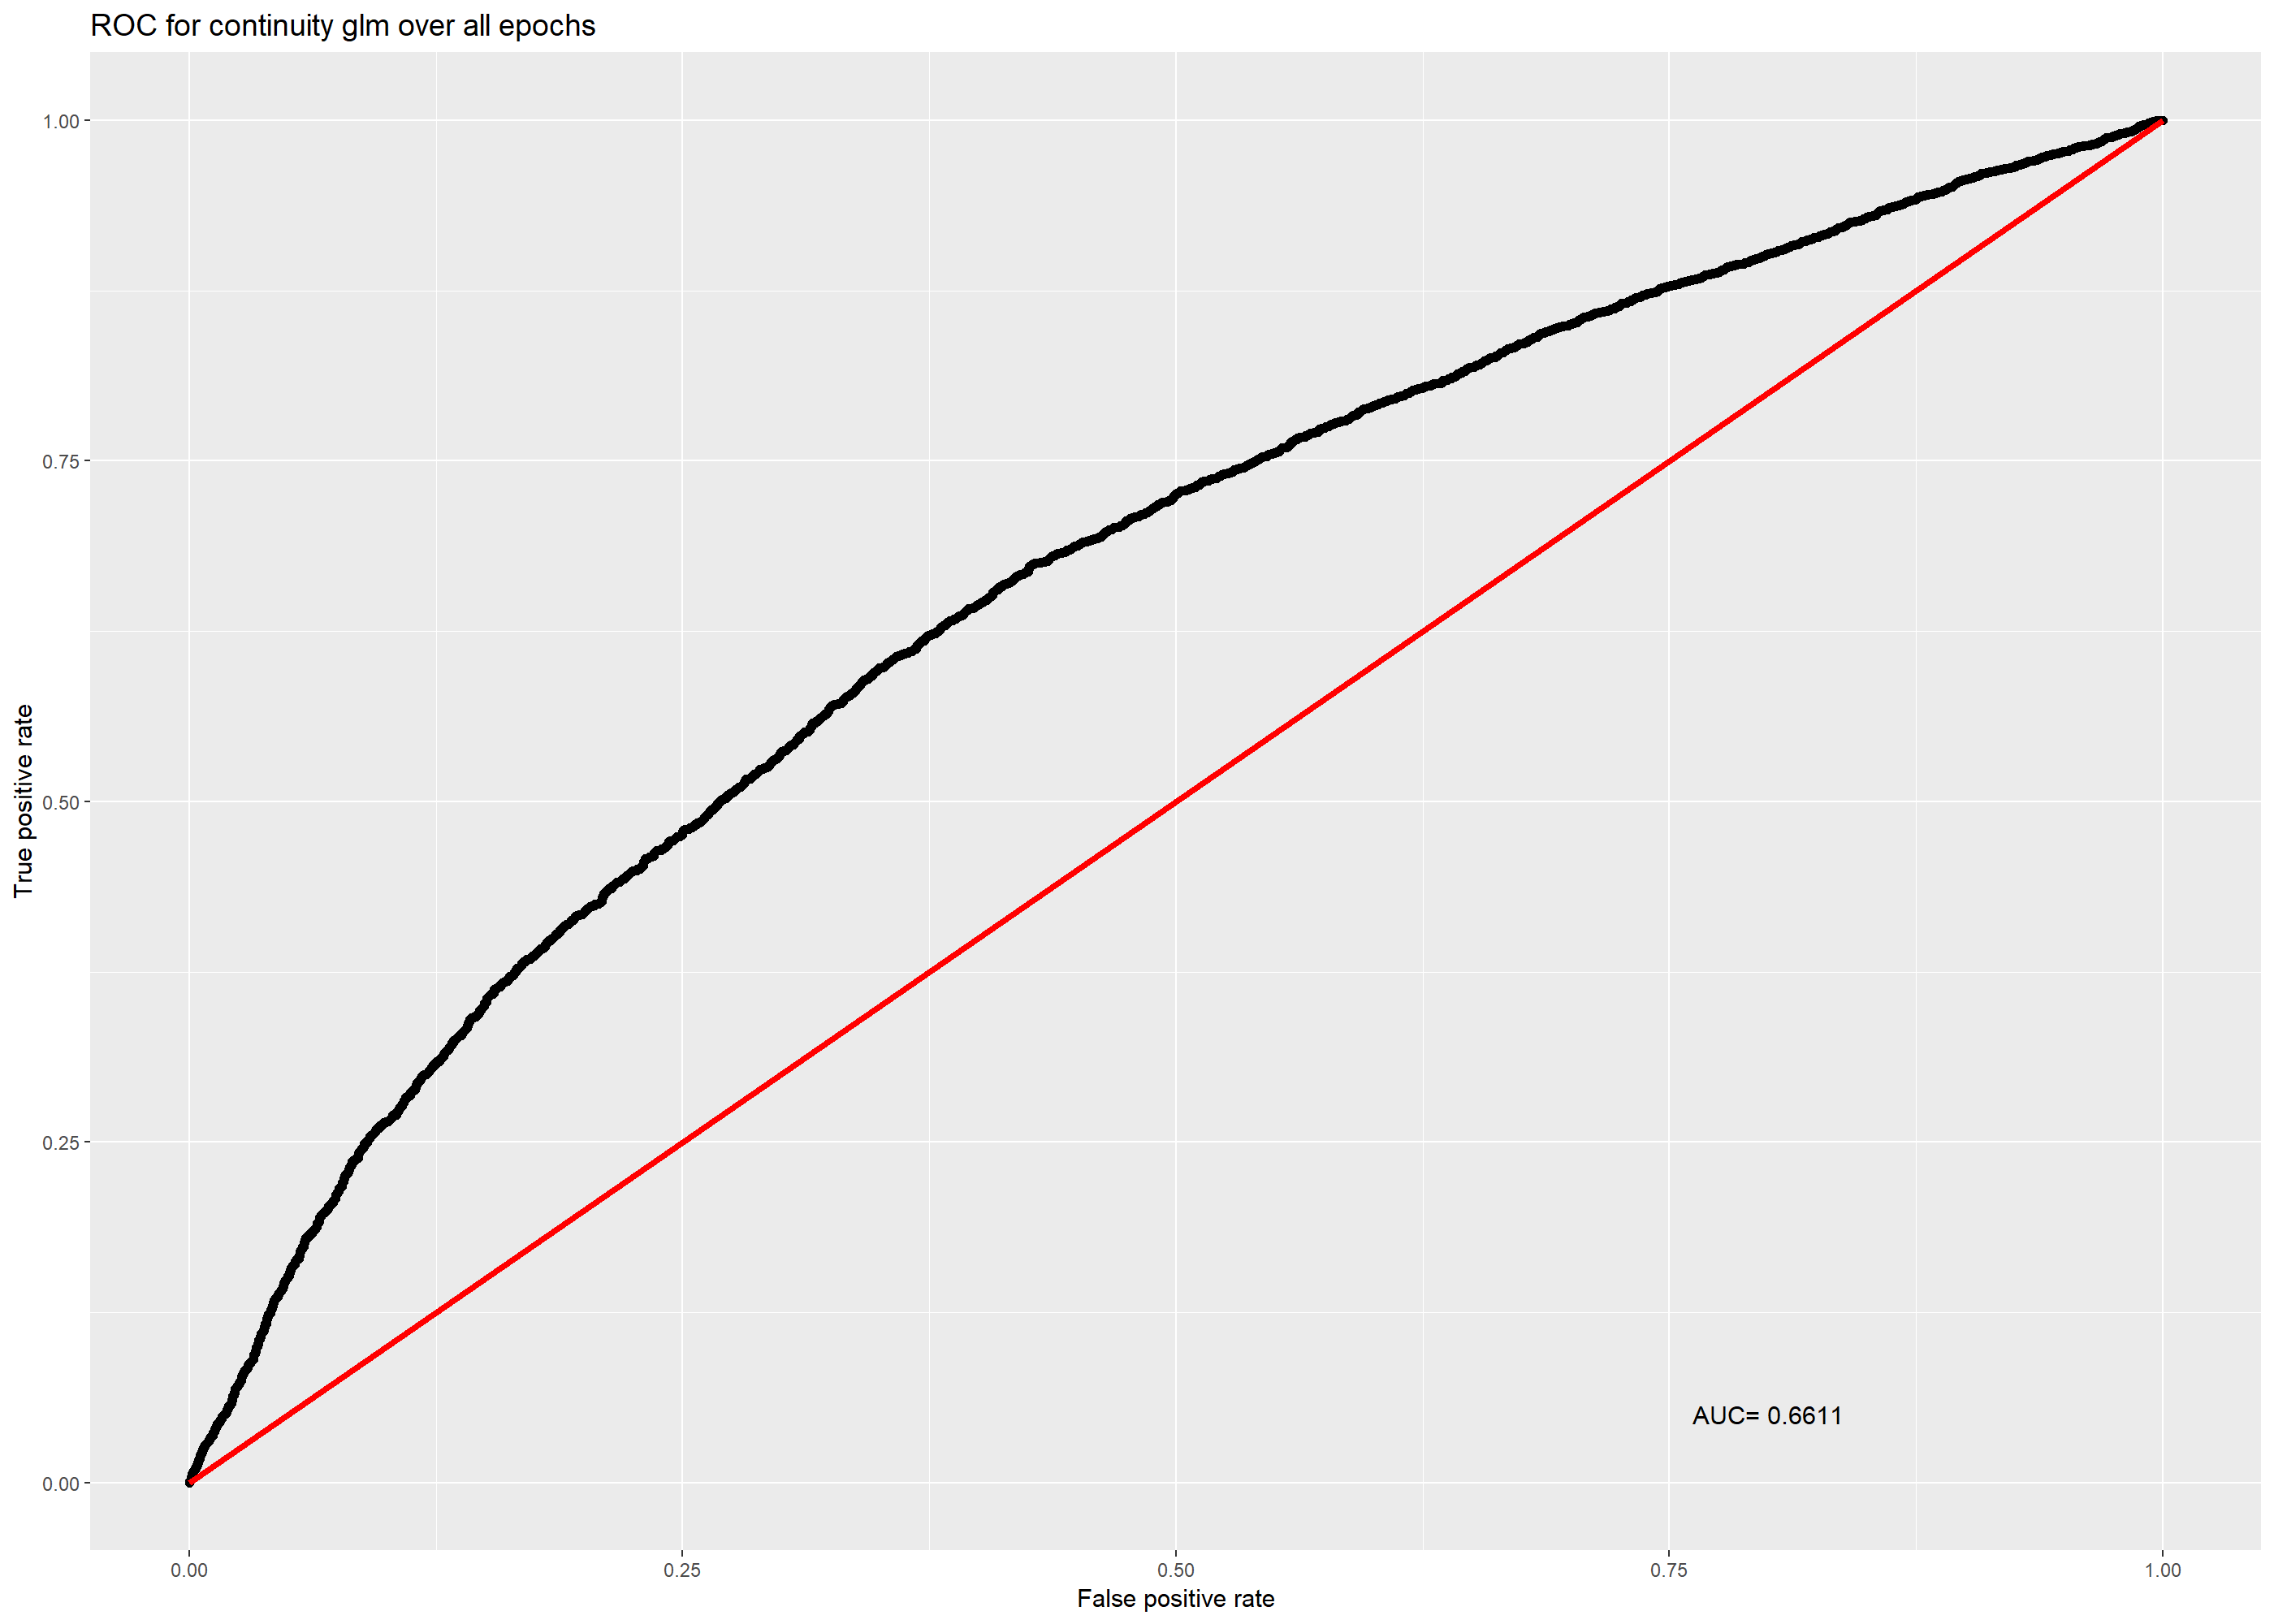 ROC for continuity glm over all epochs
True positive rate
1.00
0.75
0.50
0.25
0.00
AUC= 0.6611
0.00 0.25 0.50 0.75 1.00
False positive rate